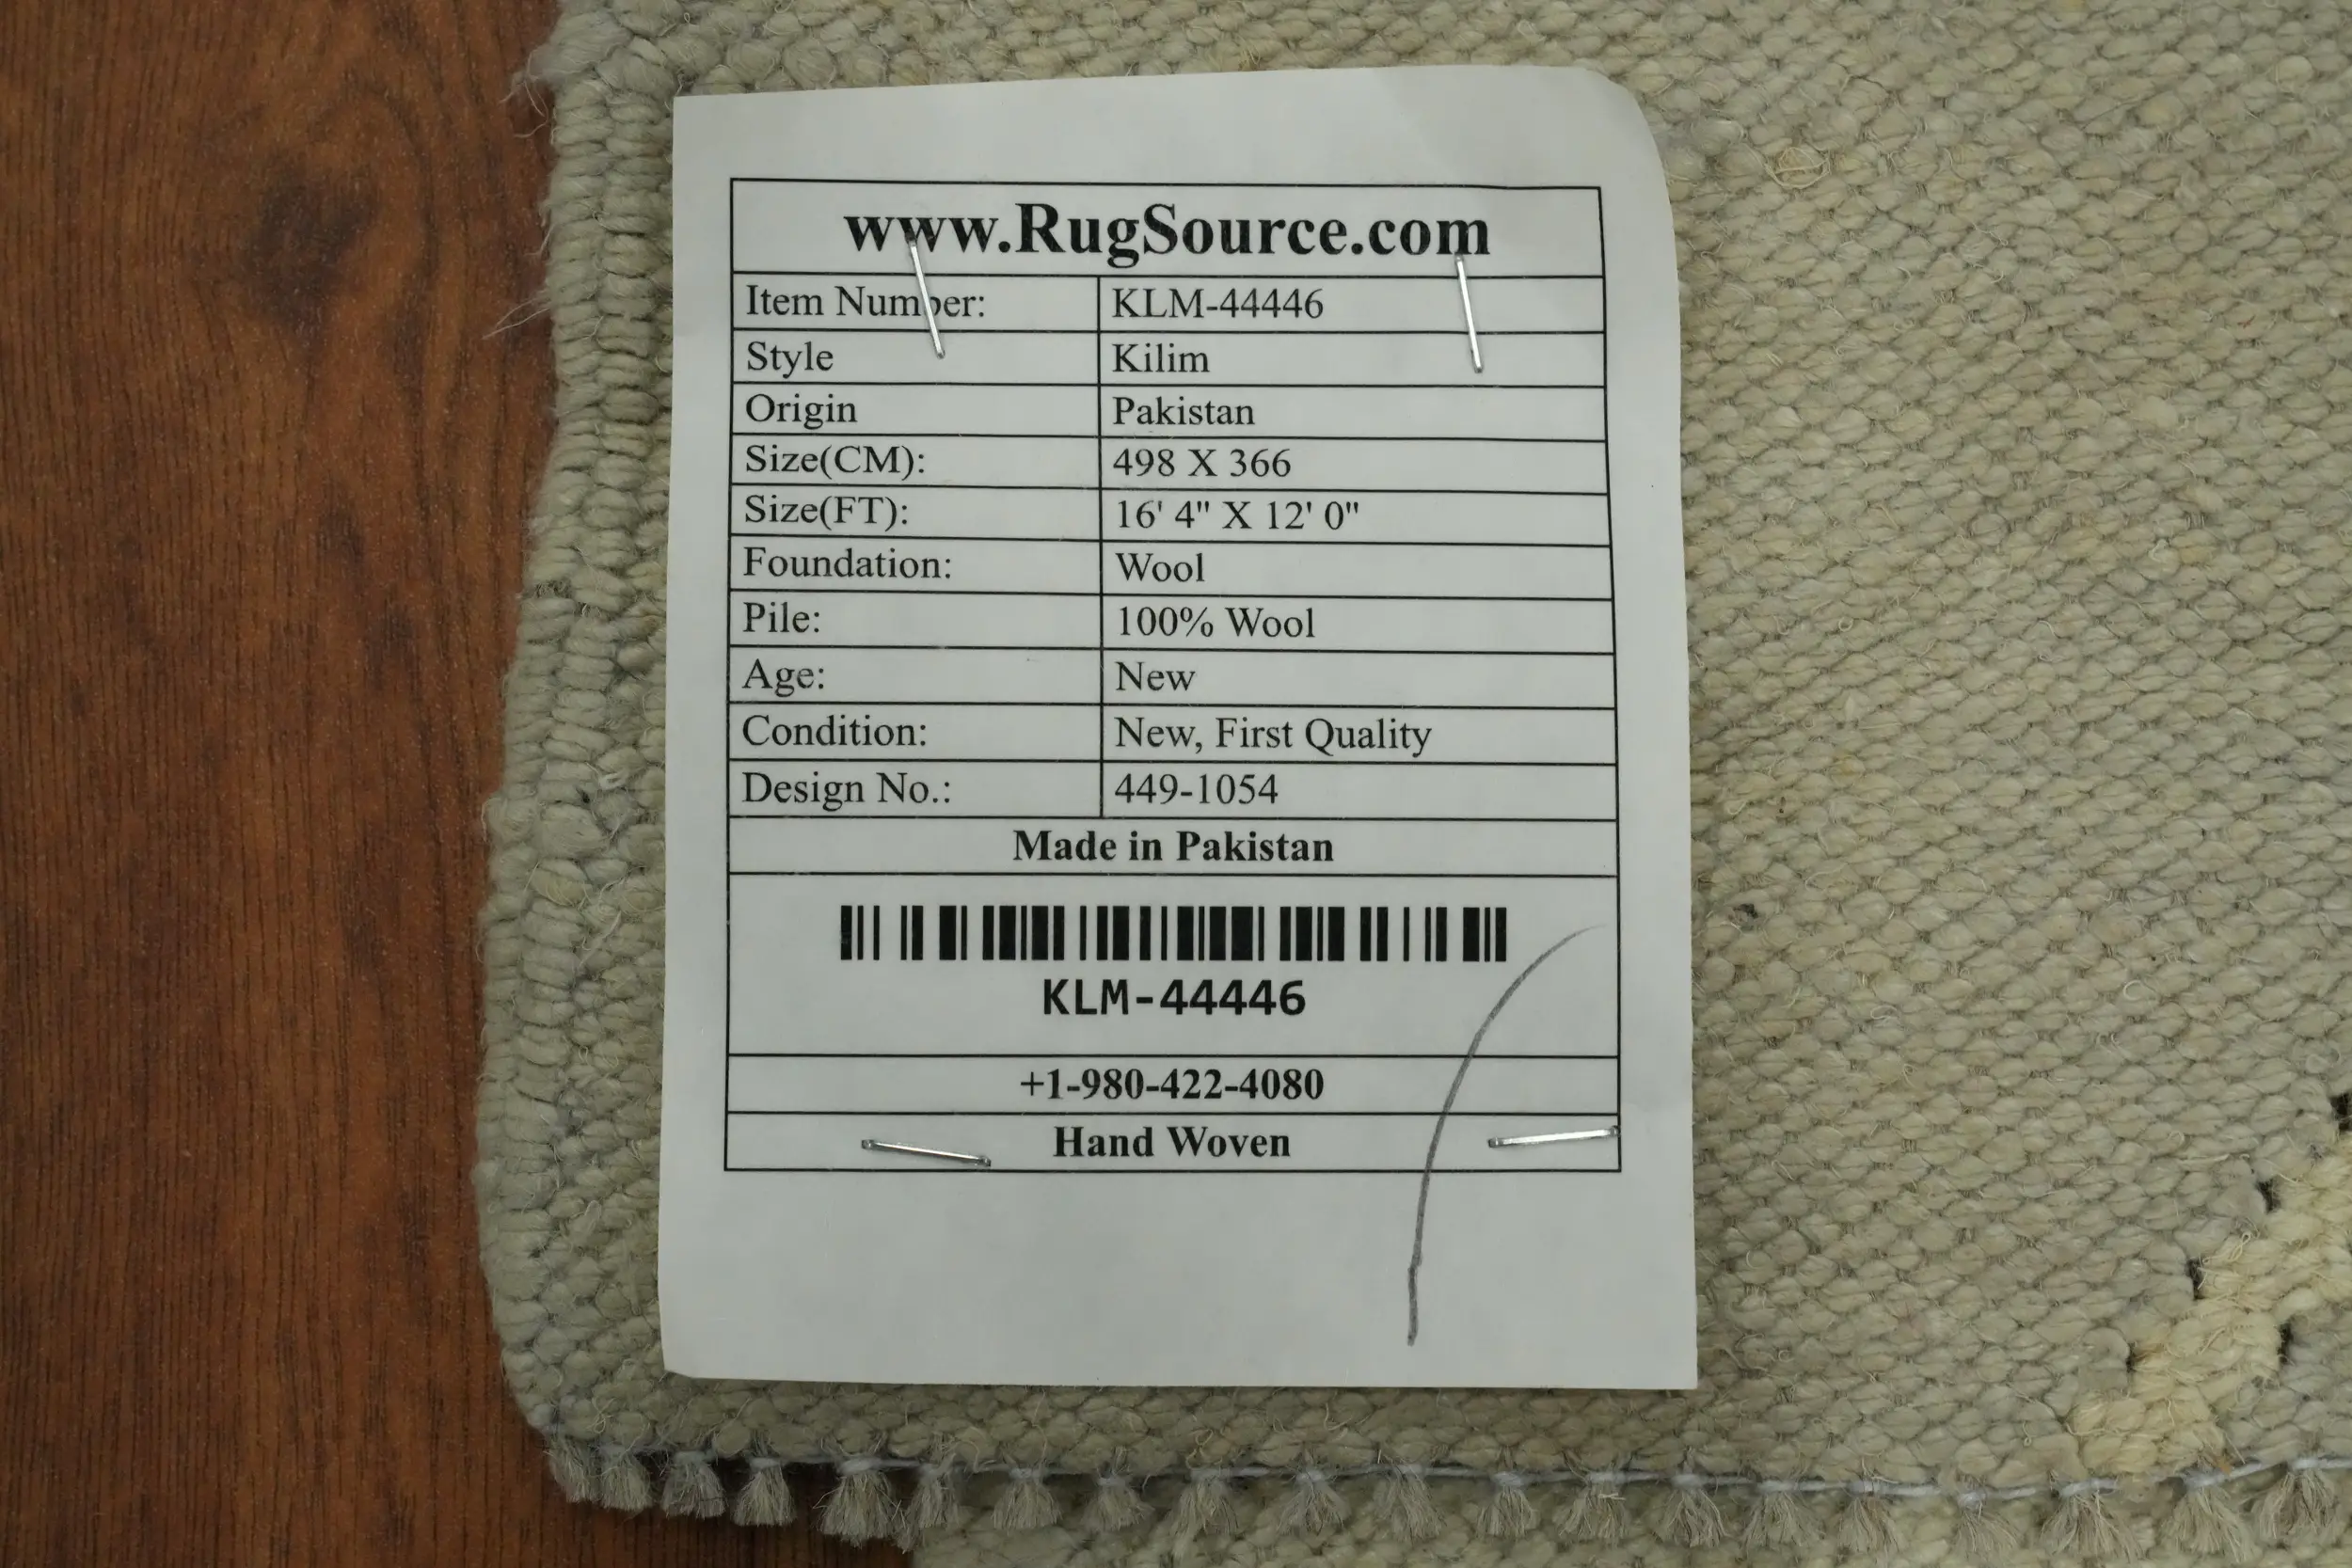 www.RugSource.com
Item Number: KLM-44446
Style Kilim
Origin Pakistan
Size(CM): 498 X 366
Size(FT): 16' 4" X 12' 0"
Foundation: Wool
Pile: 100% Wool
Age: New
Condition: New, First Quality
Design No.: 449-1054
Made in Pakistan
KLM-44446
+1-980-422-4080
Hand Woven